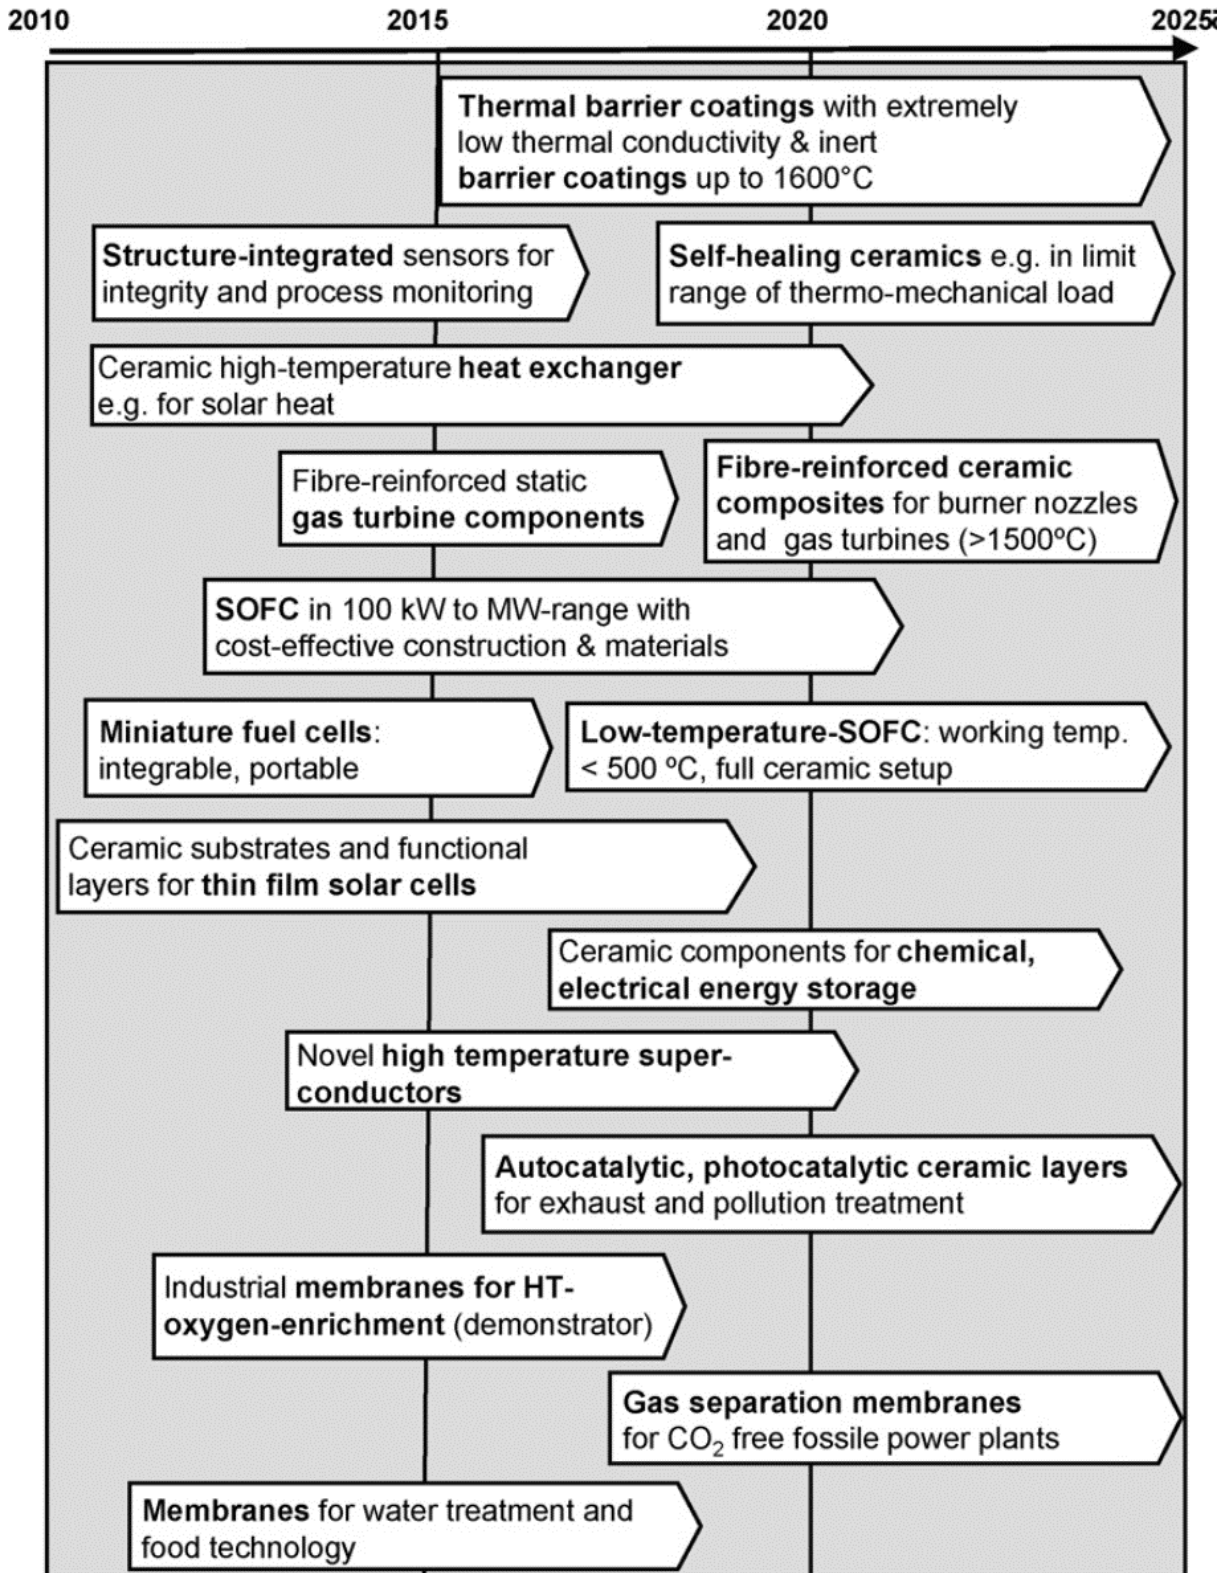 2010 2015 2020 2025
Thermal barrier coatings with extremely
low thermal conductivity & inert
barrier coatings up to 1600°C
Structure-integrated sensors for
integrity and process monitoring
Self-healing ceramics e.g. in limit
range of thermo-mechanical load
Ceramic high-temperature heat exchanger
e.g. for solar heat
Fibre-reinforced static
gas turbine components
Fibre-reinforced ceramic
composites for burner nozzles
and gas turbines (>1500ºC)
SOFC in 100 kW to MW-range with
cost-effective construction & materials
Miniature fuel cells:
integrable, portable
Low-temperature-SOFC: working temp.
< 500 ºC, full ceramic setup
Ceramic substrates and functional
layers for thin film solar cells
Ceramic components for chemical,
electrical energy storage
Novel high temperature super-
conductors
Autocatalytic, photocatalytic ceramic layers
for exhaust and pollution treatment
Industrial membranes for HT-
oxygen-enrichment (demonstrator)
Gas separation membranes
for CO₂ free fossile power plants
Membranes for water treatment and
food technology